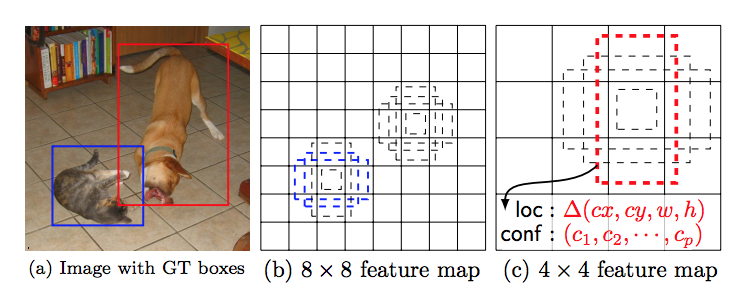 loc : Δ(cx, cy, w, h)
conf : (c₁, c₂, ⋯, cₚ)
(a) Image with GT boxes
(b) 8 × 8 feature map
(c) 4 × 4 feature map